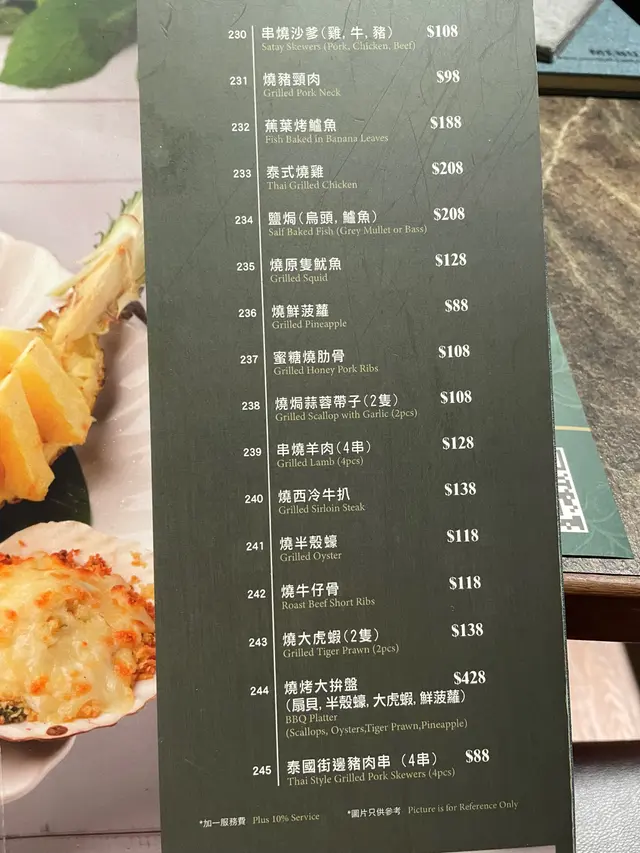 230 串燒沙爹(雞, 牛, 豬) $108
Satay Skewers (Pork, Chicken, Beef)
231 燒豬頸肉 $98
Grilled Pork Neck
232 蕉葉烤鱸魚 $188
Fish Baked in Banana Leaves
233 泰式燒雞 $208
Thai Grilled Chicken
234 鹽焗(烏頭, 鱸魚) $208
Salf Baked Fish (Grey Mullet or Bass)
235 燒原隻魷魚 $128
Grilled Squid
236 燒鮮菠蘿 $88
Grilled Pineapple
237 蜜糖燒肋骨 $108
Grilled Honey Pork Ribs
238 燒焗蒜蓉帶子(2隻) $108
Grilled Scallop with Garlic (2pcs)
239 串燒羊肉(4串) $128
Grilled Lamb (4pcs)
240 燒西冷牛扒 $138
Grilled Sirloin Steak
241 燒半殼蠔 $118
Grilled Oyster
242 燒牛仔骨 $118
Roast Beef Short Ribs
243 燒大虎蝦(2隻) $138
Grilled Tiger Prawn (2pcs)
244 燒烤大拚盤 $428
(扇貝, 半殼蠔, 大虎蝦, 鮮菠蘿)
BBQ Platter
(Scallops, Oysters,Tiger Prawn,Pineapple)
245 泰國街邊豬肉串 (4串) $88
Thai Style Grilled Pork Skewers (4pcs)
*加一服務費 Plus 10% Service *圖片只供參考 Picture is for Reference Only